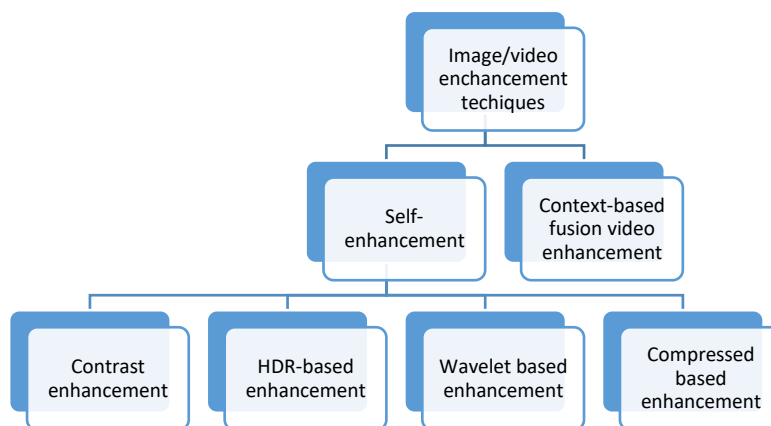 Image/video
enchancement
techiques
Self-
enhancement
Context-based
fusion video
enhancement
Contrast
enhancement
HDR-based
enhancement
Wavelet based
enhancement
Compressed
based
enhancement